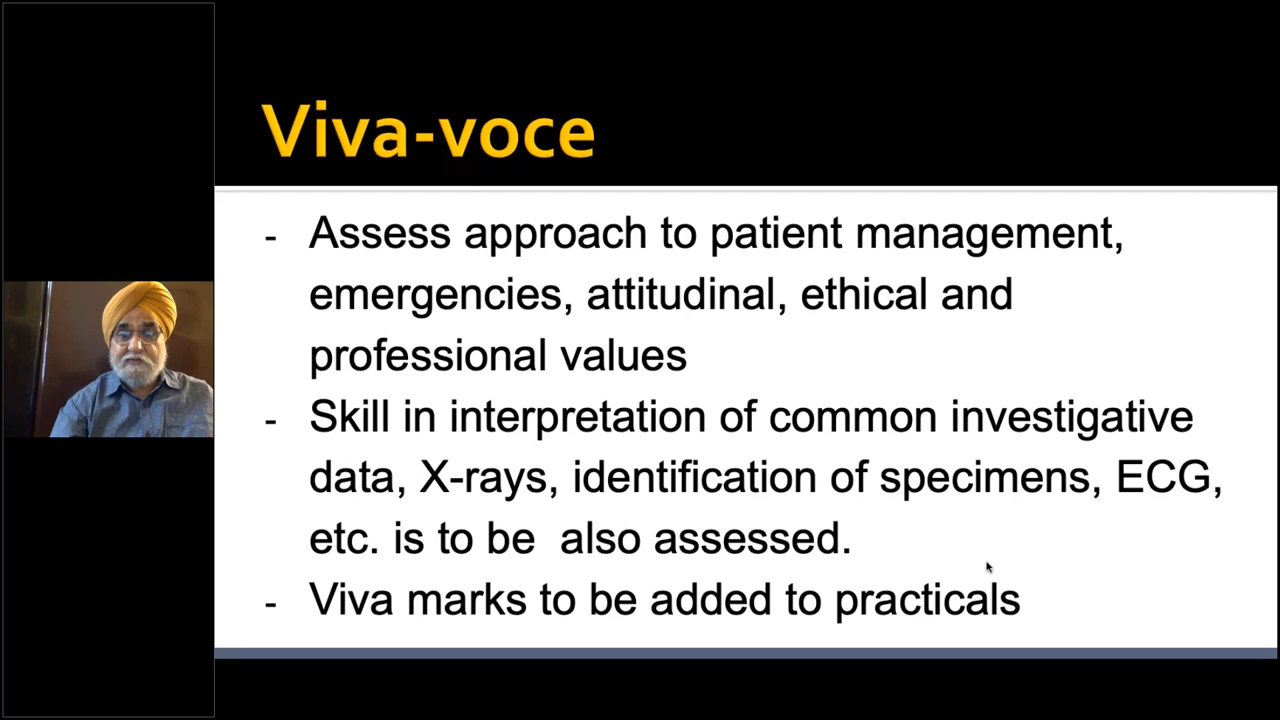 Viva-voce
- Assess approach to patient management,
emergencies, attitudinal, ethical and
professional values
- Skill in interpretation of common investigative
data, X-rays, identification of specimens, ECG,
etc. is to be  also assessed.
- Viva marks to be added to practicals